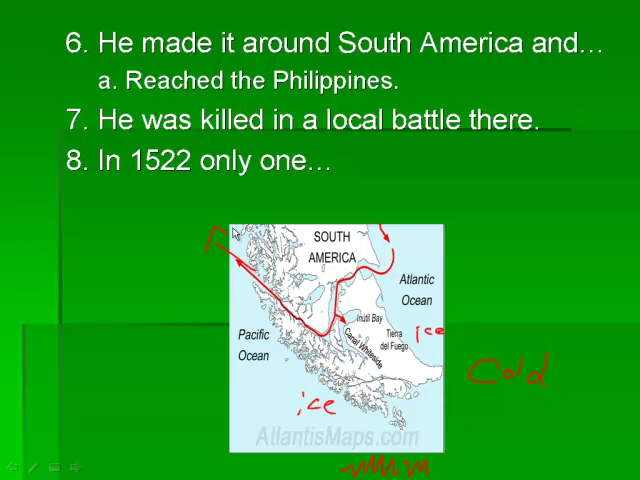 6. He made it around South America and…
a. Reached the Philippines.
7. He was killed in a local battle there.
8. In 1522 only one…
SOUTH
AMERICA
Atlantic
Ocean
Inútil Bay
Tierra
del Fuego
Canal Whiteside
Pacific
Ocean
ice
Cold
ice
AtlantisMaps.com